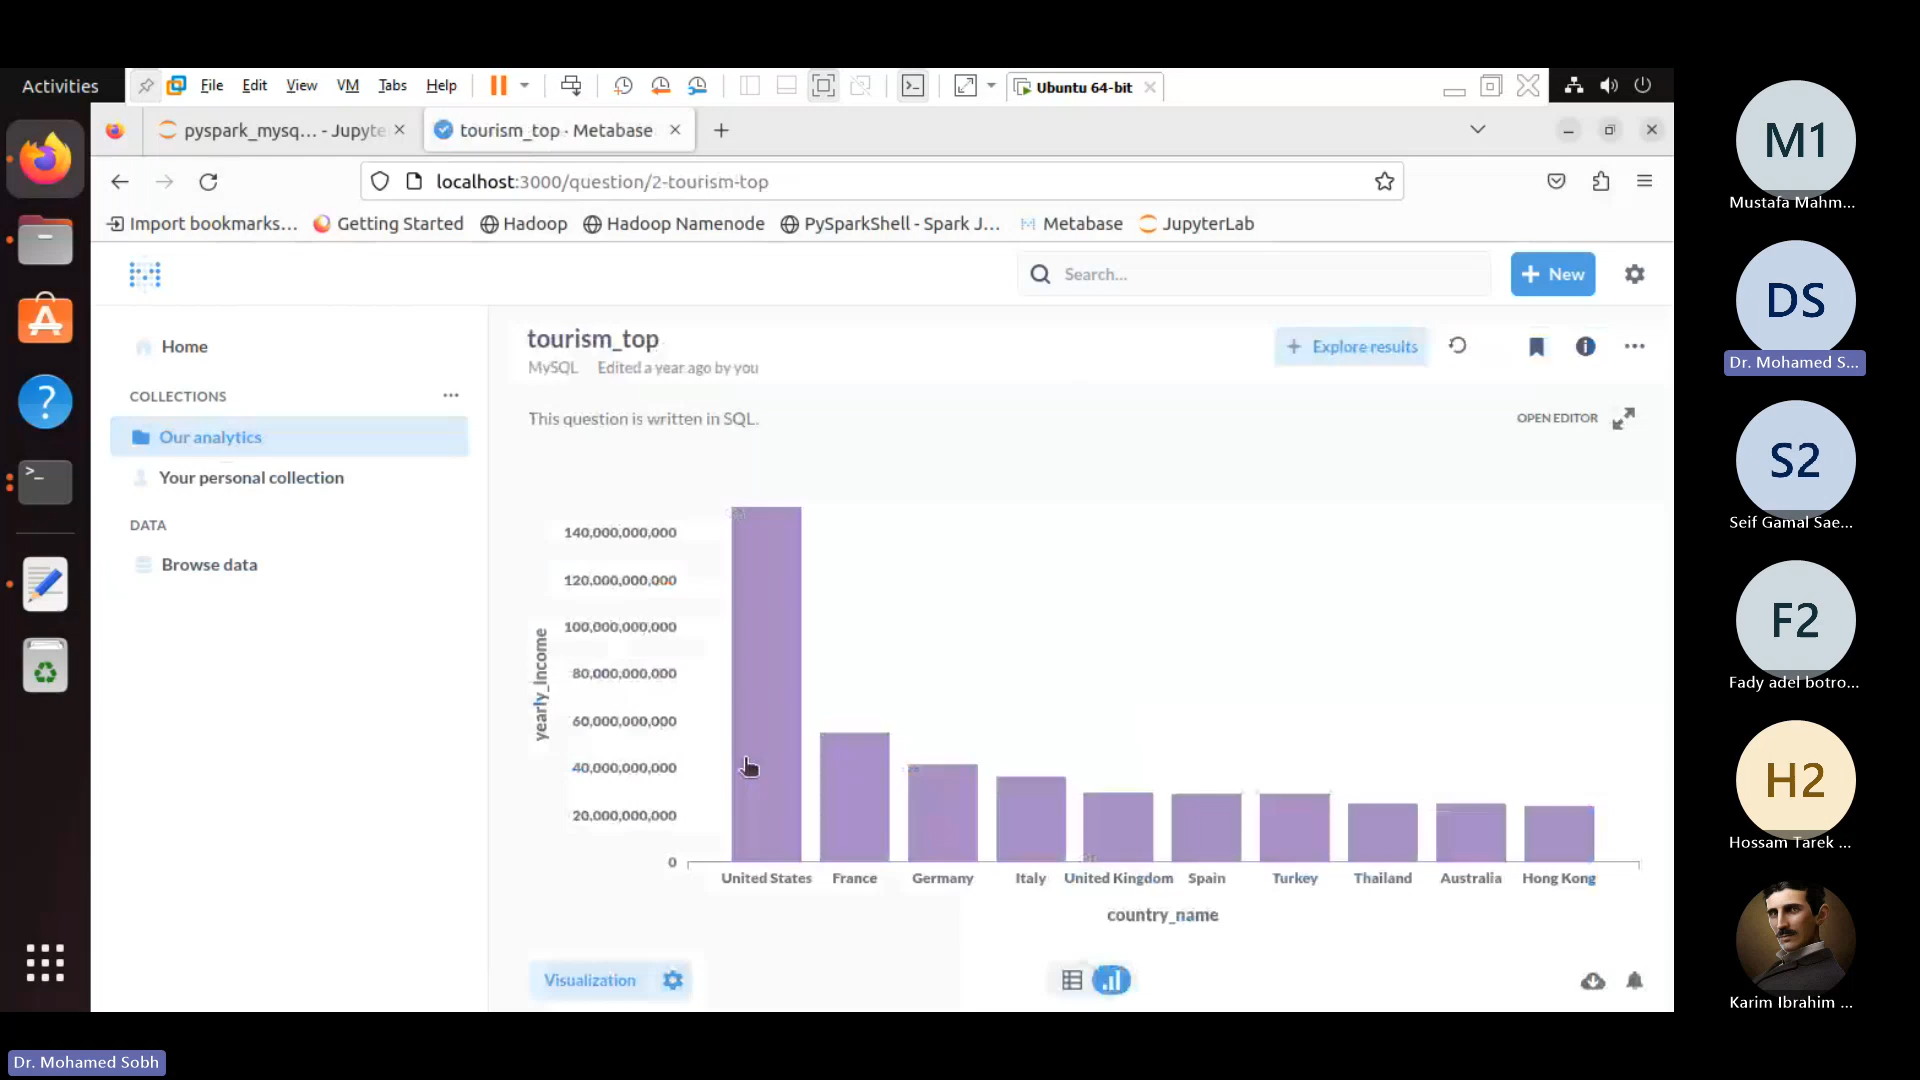 Activities
File Edit View VM Tabs Help
Ubuntu 64-bit
pyspark_mysq... - Jupyte
tourism_top · Metabase
localhost:3000/question/2-tourism-top
Import bookmarks...
Getting Started
Hadoop
Hadoop Namenode
PySparkShell - Spark J...
Metabase
JupyterLab
Search...
+ New
Home
COLLECTIONS
Our analytics
Your personal collection
DATA
Browse data
tourism_top
MySQL Edited a year ago by you
+ Explore results
This question is written in SQL.
OPEN EDITOR
yearly_income
140,000,000,000
120,000,000,000
100,000,000,000
80,000,000,000
60,000,000,000
40,000,000,000
20,000,000,000
0
United States France Germany Italy United Kingdom Spain Turkey Thailand Australia Hong Kong
country_name
Visualization
M1
Mustafa Mahm...
DS
Dr. Mohamed S...
S2
Seif Gamal Sae...
F2
Fady adel botro...
H2
Hossam Tarek ...
Karim Ibrahim ...
Dr. Mohamed Sobh